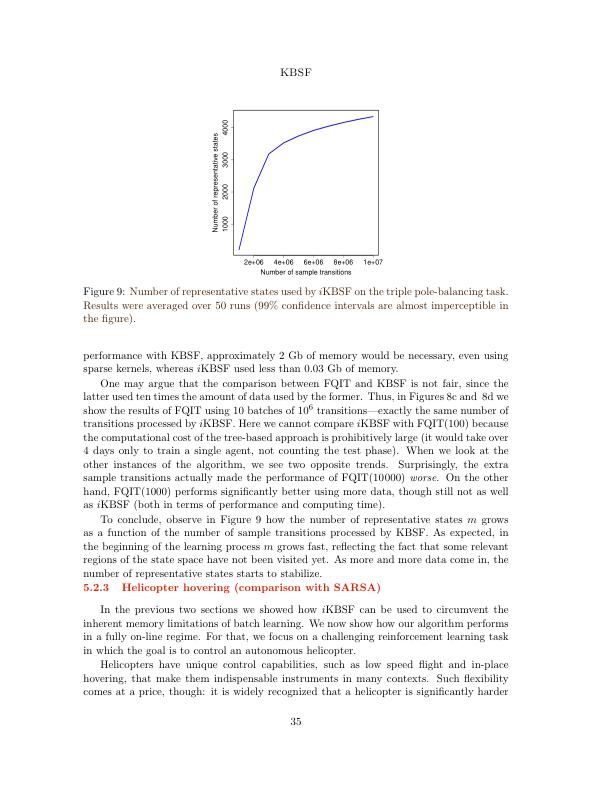 KBSF
Number of representative states
1000
2000
3000
4000
2e+06 4e+06 6e+06 8e+06 1e+07
Number of sample transitions
Figure 9: Number of representative states used by iKBSF on the triple pole-balancing task.
Results were averaged over 50 runs (99% confidence intervals are almost imperceptible in
the figure).
performance with KBSF, approximately 2 Gb of memory would be necessary, even using
sparse kernels, whereas iKBSF used less than 0.03 Gb of memory.
One may argue that the comparison between FQIT and KBSF is not fair, since the
latter used ten times the amount of data used by the former. Thus, in Figures 8c and 8d we
show the results of FQIT using 10 batches of 10⁶ transitions—exactly the same number of
transitions processed by iKBSF. Here we cannot compare iKBSF with FQIT(100) because
the computational cost of the tree-based approach is prohibitively large (it would take over
4 days only to train a single agent, not counting the test phase). When we look at the
other instances of the algorithm, we see two opposite trends. Surprisingly, the extra
sample transitions actually made the performance of FQIT(10000) worse. On the other
hand, FQIT(1000) performs significantly better using more data, though still not as well
as iKBSF (both in terms of performance and computing time).
To conclude, observe in Figure 9 how the number of representative states m grows
as a function of the number of sample transitions processed by KBSF. As expected, in
the beginning of the learning process m grows fast, reflecting the fact that some relevant
regions of the state space have not been visited yet. As more and more data come in, the
number of representative states starts to stabilize.
5.2.3 Helicopter hovering (comparison with SARSA)
In the previous two sections we showed how iKBSF can be used to circumvent the
inherent memory limitations of batch learning. We now show how our algorithm performs
in a fully on-line regime. For that, we focus on a challenging reinforcement learning task
in which the goal is to control an autonomous helicopter.
Helicopters have unique control capabilities, such as low speed flight and in-place
hovering, that make them indispensable instruments in many contexts. Such flexibility
comes at a price, though: it is widely recognized that a helicopter is significantly harder
35